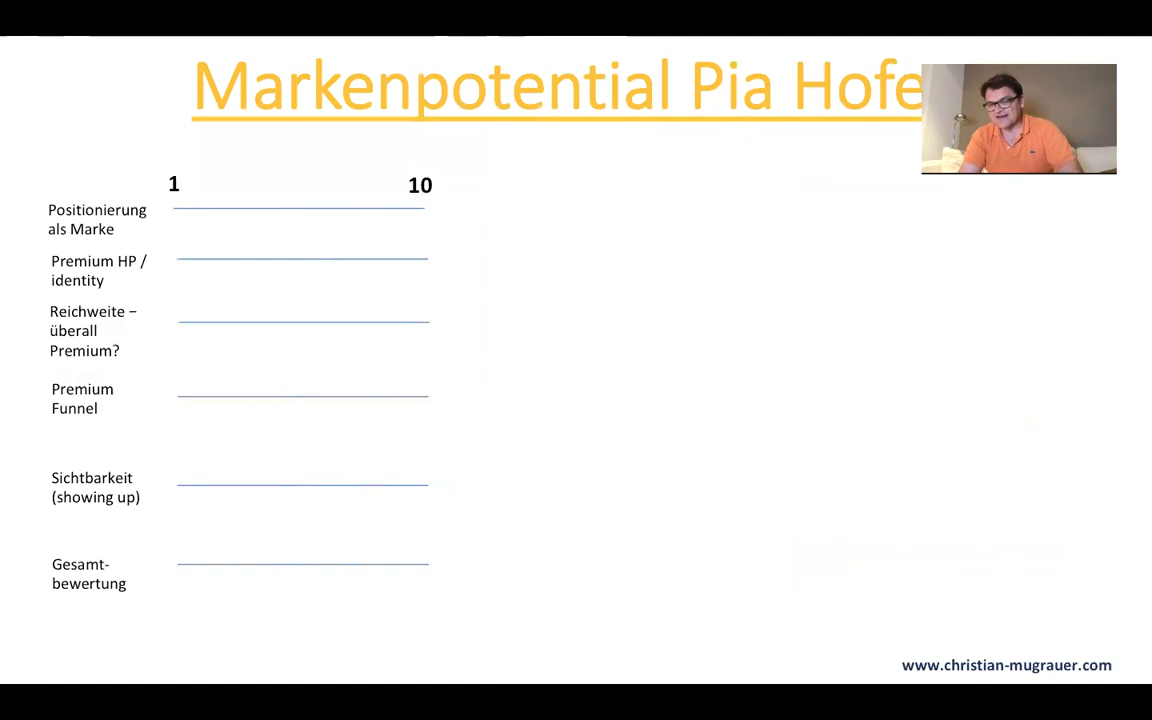 Markenpotential Pia Hofe
1 10
Positionierung
als Marke
Premium HP /
identity
Reichweite –
überall
Premium?
Premium
Funnel
Sichtbarkeit
(showing up)
Gesamt-
bewertung
www.christian-mugrauer.com